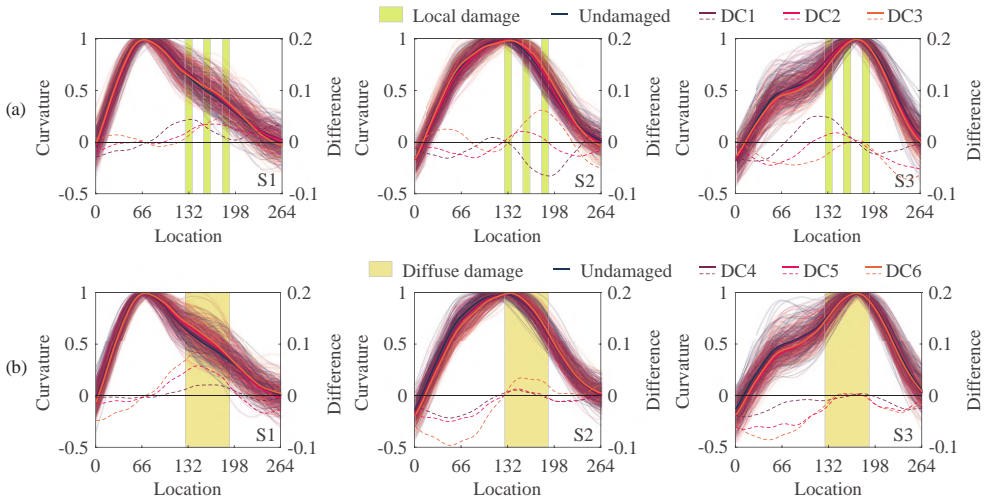 Local damage Undamaged DC1 DC2 DC3
(a)
Curvature 1 0.5 0 -0.5 0 66 132 198 264 Location S1 0.2 0.1 0 -0.1 Difference
Curvature 1 0.5 0 -0.5 0 66 132 198 264 Location S2 0.2 0.1 0 -0.1 Difference
Curvature 1 0.5 0 -0.5 0 66 132 198 264 Location S3 0.2 0.1 0 -0.1 Difference
Diffuse damage Undamaged DC4 DC5 DC6
(b)
Curvature 1 0.5 0 -0.5 0 66 132 198 264 Location S1 0.2 0.1 0 -0.1 Difference
Curvature 1 0.5 0 -0.5 0 66 132 198 264 Location S2 0.2 0.1 0 -0.1 Difference
Curvature 1 0.5 0 -0.5 0 66 132 198 264 Location S3 0.2 0.1 0 -0.1 Difference